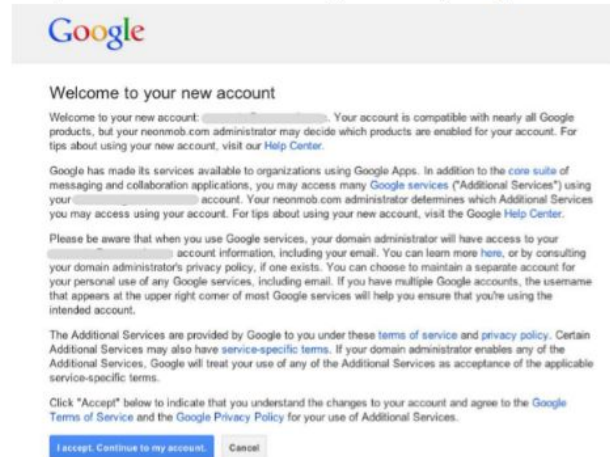 Google
Welcome to your new account
Welcome to your new account: . Your account is compatible with nearly all Google
products, but your neonmob.com administrator may decide which products are enabled for your account. For
tips about using your new account, visit our Help Center.
Google has made its services available to organizations using Google Apps. In addition to the core suite of
messaging and collaboration applications, you may access many Google services ("Additional Services") using
your account. Your neonmob.com administrator determines which Additional Services
you may access using your account. For tips about using your new account, visit the Google Help Center.
Please be aware that when you use Google services, your domain administrator will have access to your
account information, including your email. You can learn more here, or by consulting
your domain administrator's privacy policy, if one exists. You can choose to maintain a separate account for
your personal use of any Google services, including email. If you have multiple Google accounts, the username
that appears at the upper right corner of most Google services will help you ensure that you're using the
intended account.
The Additional Services are provided by Google to you under these terms of service and privacy policy. Certain
Additional Services may also have service-specific terms. If your domain administrator enables any of the
Additional Services, Google will treat your use of any of the Additional Services as acceptance of the applicable
service-specific terms.
Click "Accept" below to indicate that you understand the changes to your account and agree to the Google
Terms of Service and the Google Privacy Policy for your use of Additional Services.
I accept. Continue to my account. Cancel